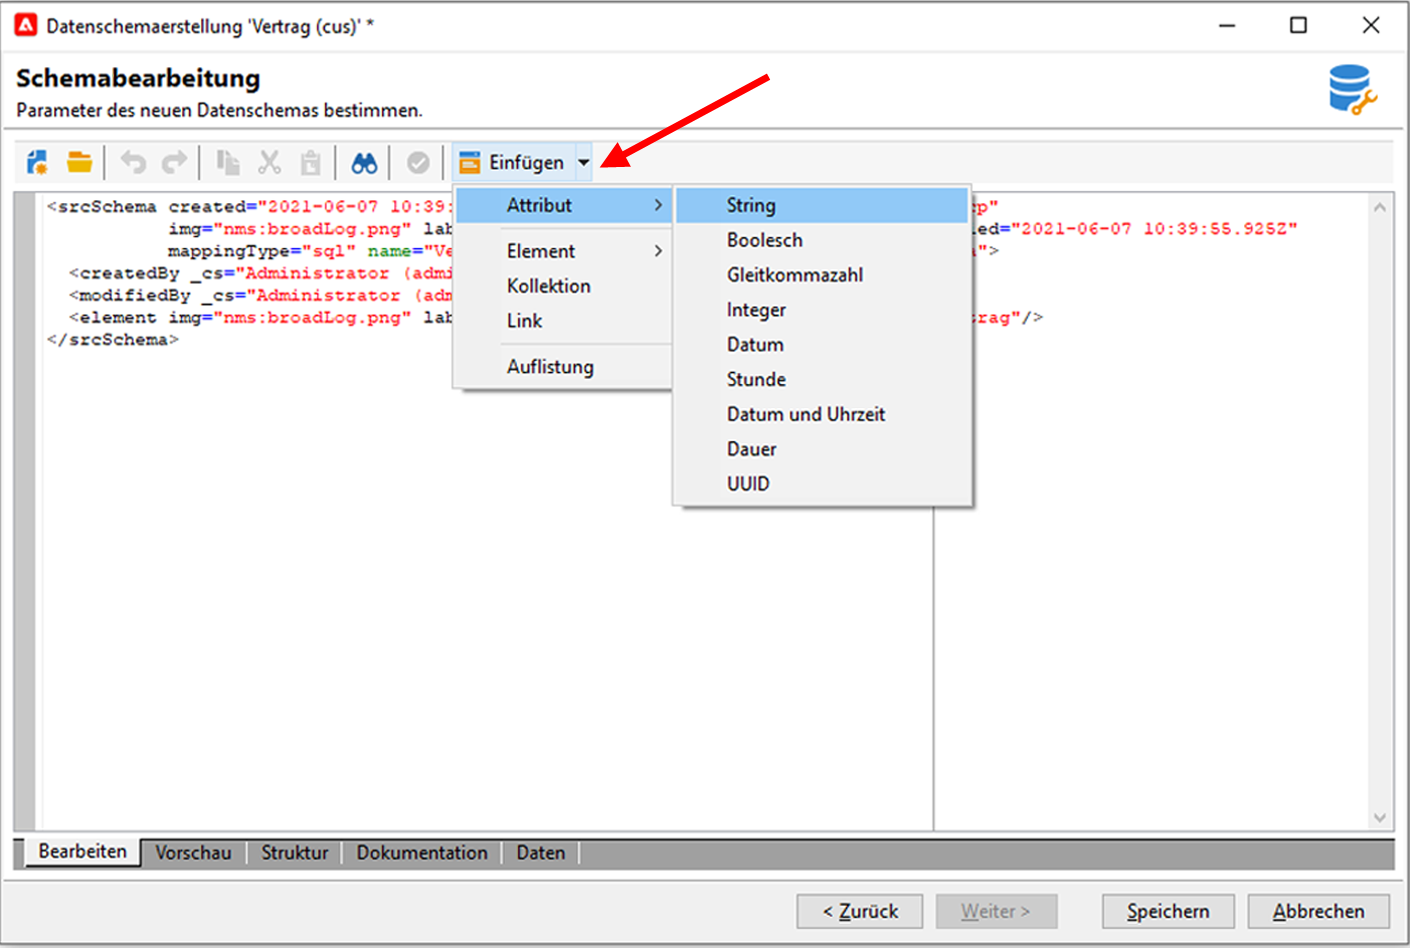 Datenschemaerstellung 'Vertrag (cus)' *
Schemabearbeitung
Parameter des neuen Datenschemas bestimmen.
Einfügen
<srcSchema created="2021-06-07 10:39:
img="nms:broadLog.png" lab
ed="2021-06-07 10:39:55.925Z"
mappingType="sql" name="Ve
">
<createdBy _cs="Administrator (admi
<modifiedBy _cs="Administrator (adm
<element img="nms:broadLog.png" lab
rag"/>
</srcSchema>
Attribut
Element
Kollektion
Link
Auflistung
String
Boolesch
Gleitkommazahl
Integer
Datum
Stunde
Datum und Uhrzeit
Dauer
UUID
Bearbeiten Vorschau Struktur Dokumentation Daten
< Zurück Weiter > Speichern Abbrechen